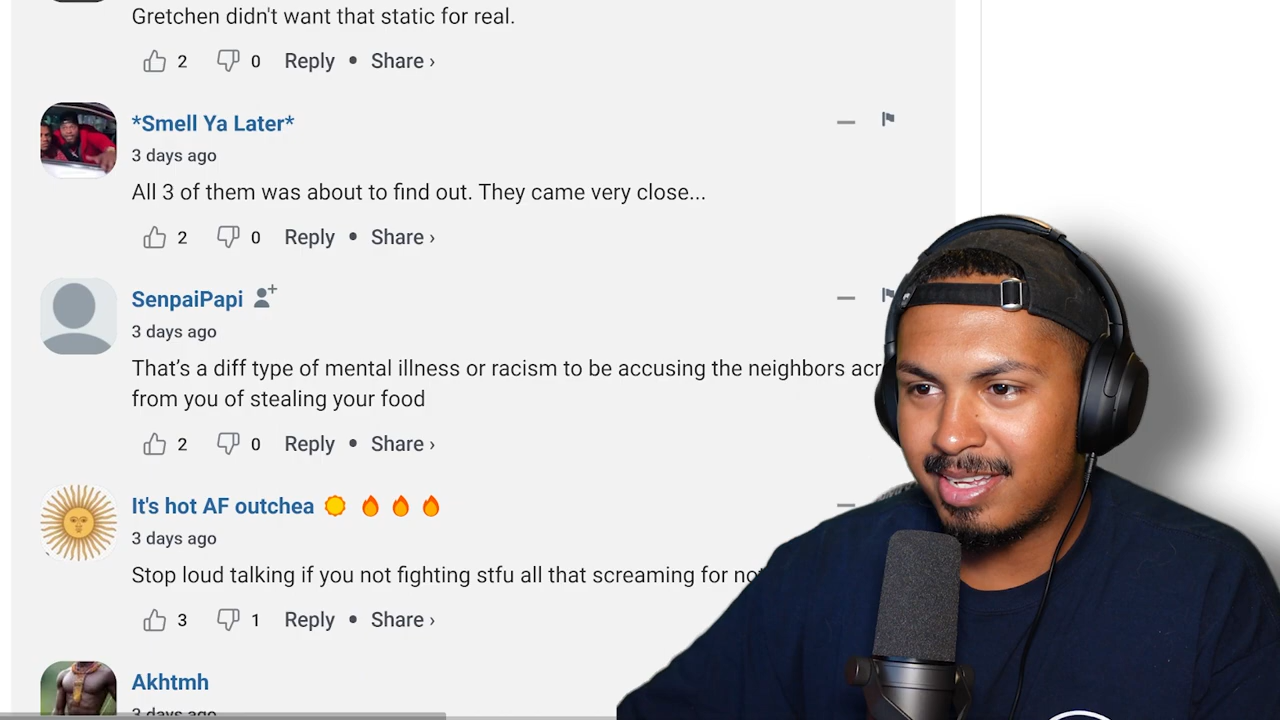 Gretchen didn't want that static for real.
2 0 Reply • Share ›
*Smell Ya Later*
3 days ago
All 3 of them was about to find out. They came very close...
2 0 Reply • Share ›
SenpaiPapi
3 days ago
That's a diff type of mental illness or racism to be accusing the neighbors
from you of stealing your food
2 0 Reply • Share ›
It's hot AF outchea
3 days ago
Stop loud talking if you not fighting stfu all that screaming for
3 1 Reply • Share ›
Akhtmh
3 days ago